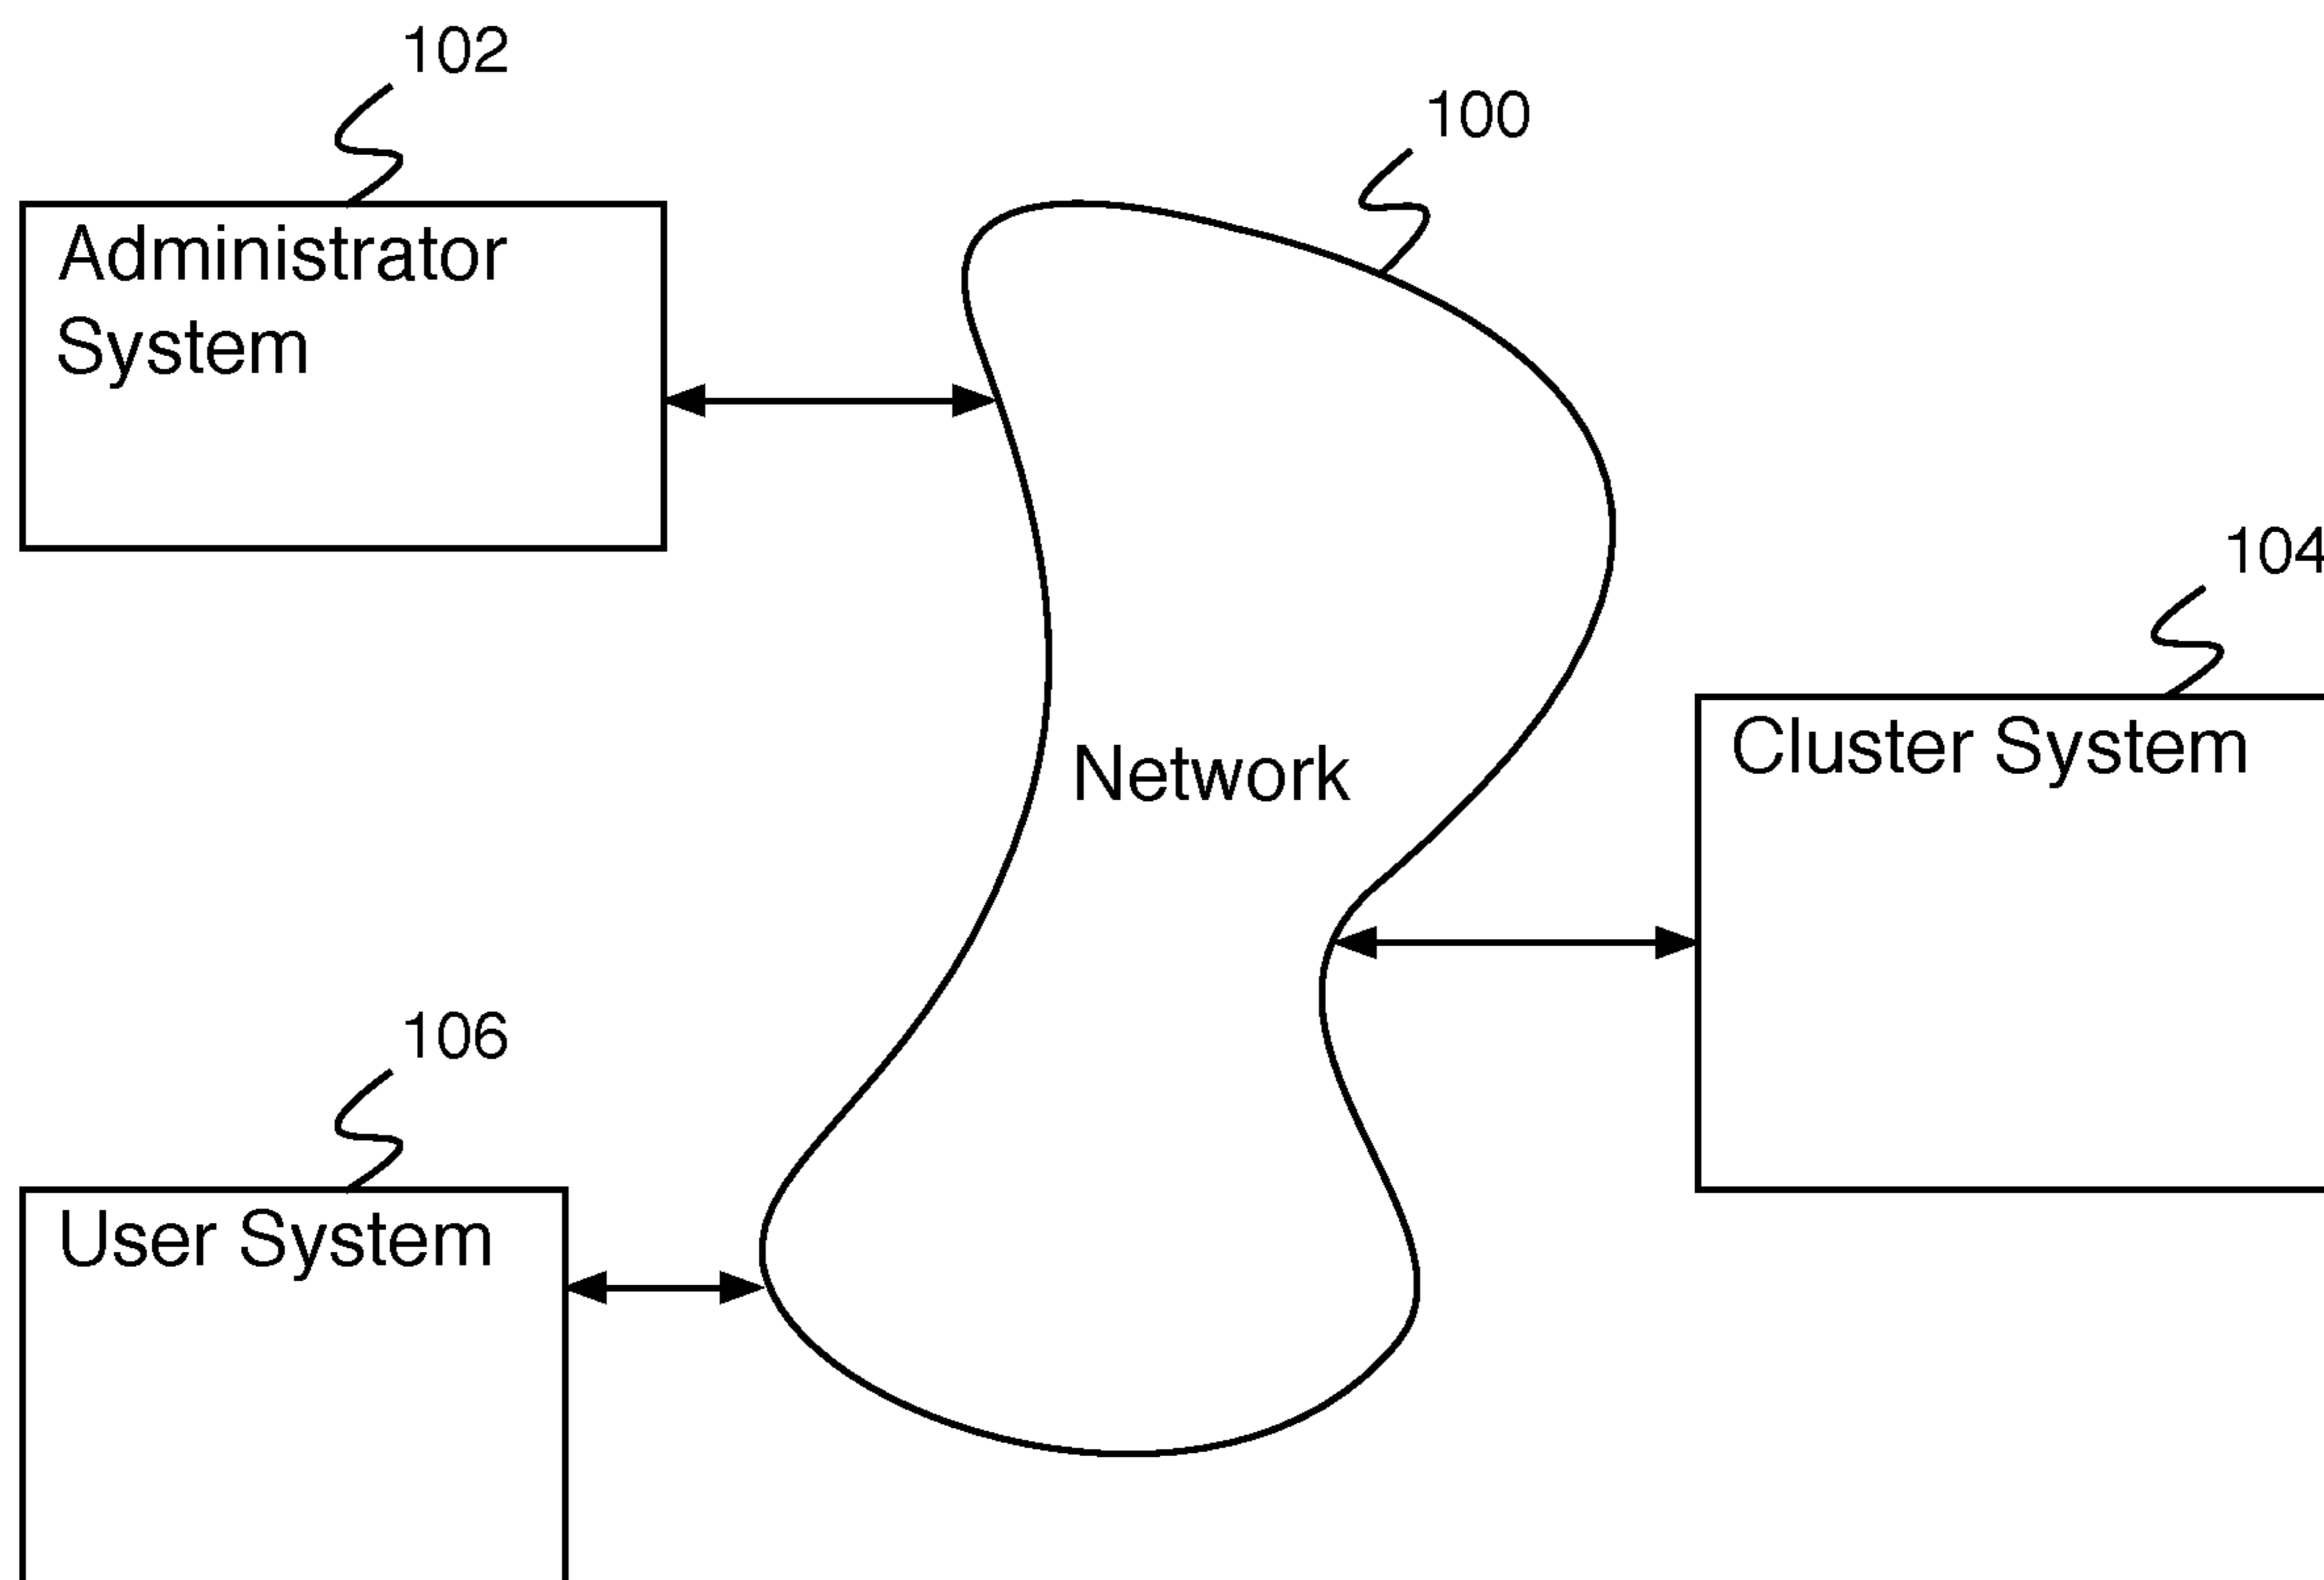 102
100
Administrator
System
104
Network
Cluster System
106
User System